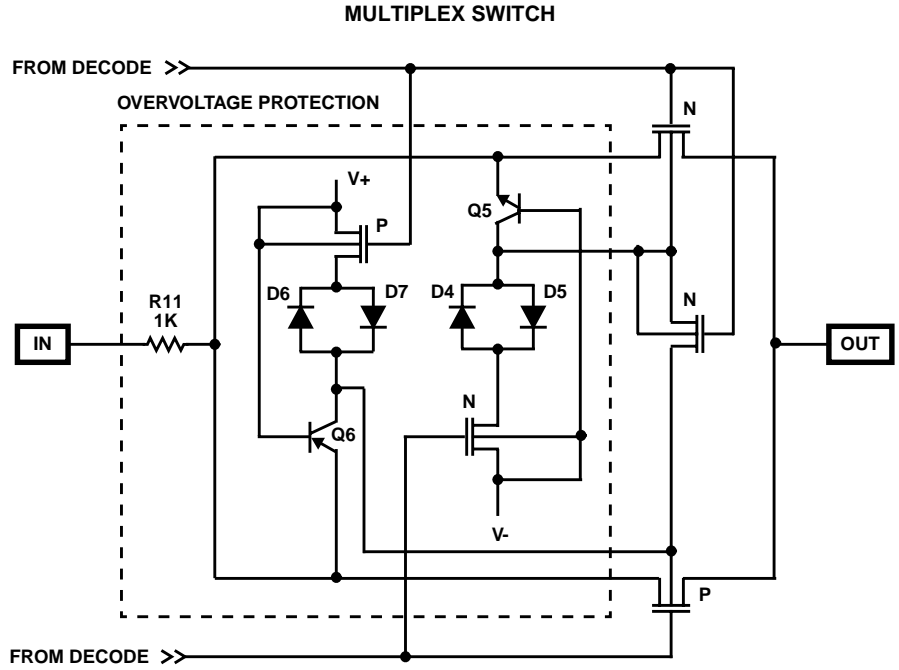 MULTIPLEX SWITCH
FROM DECODE
OVERVOLTAGE PROTECTION
N
V+
Q5
P
D6
D7
D4
D5
N
R11
1K
IN
OUT
N
Q6
V-
P
FROM DECODE